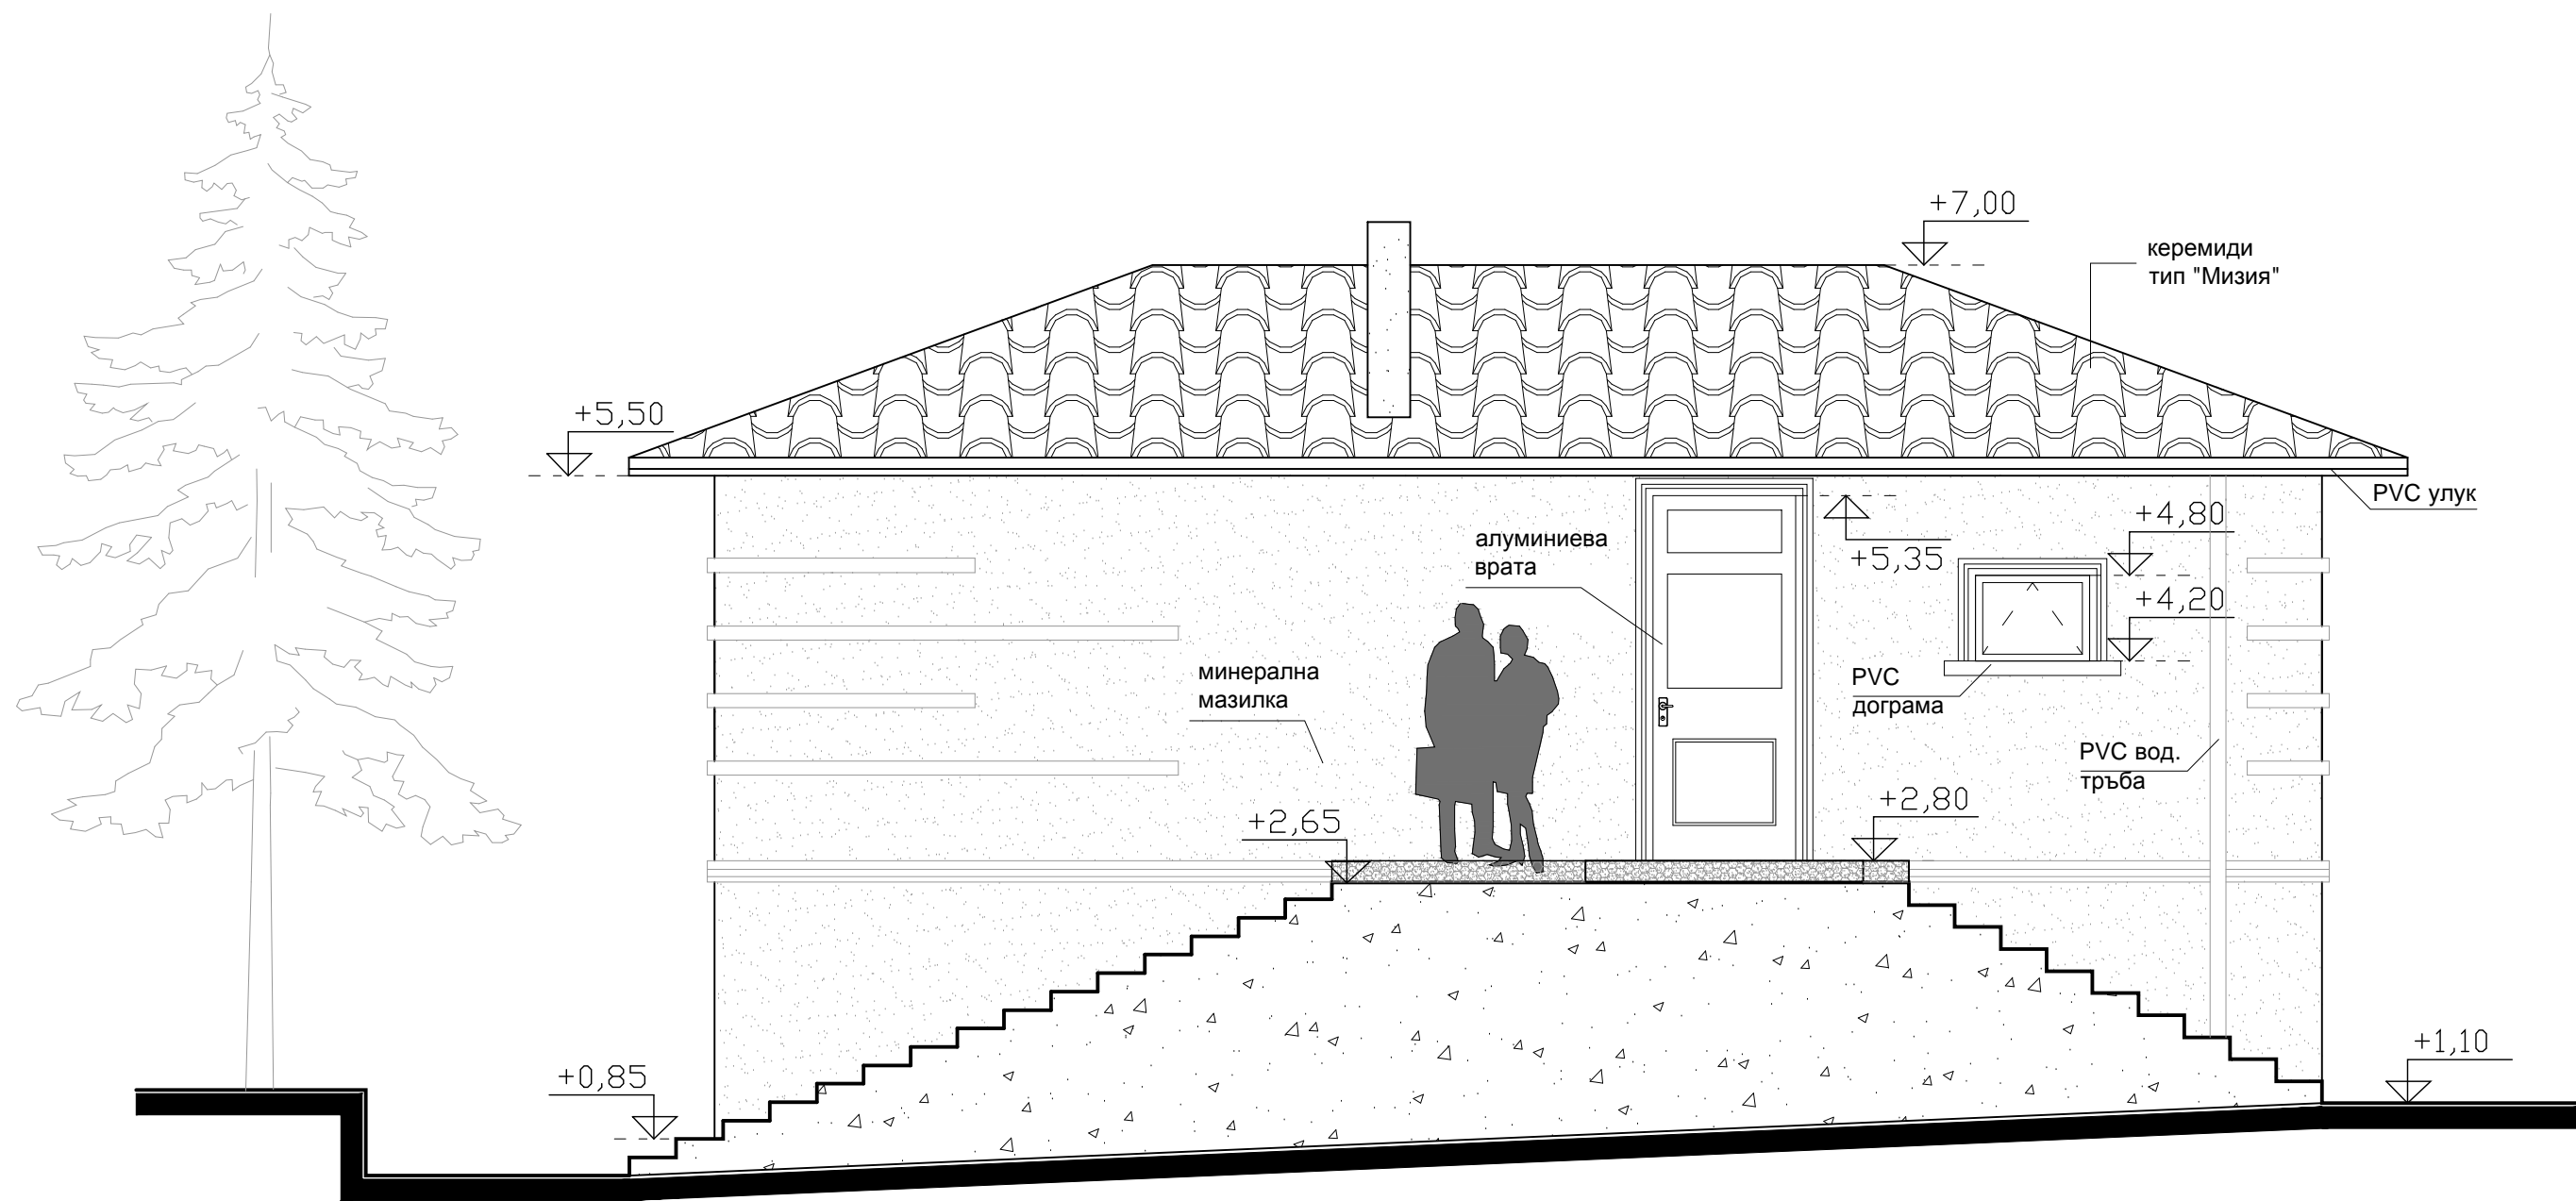 +7,00
керемиди
тип "Мизия"
+5,50
PVC улук
+4,80
алуминиева
врата
+5,35
+4,20
минерална
мазилка
PVC
дограма
PVC вод.
тръба
+2,80
+2,65
+1,10
+0,85